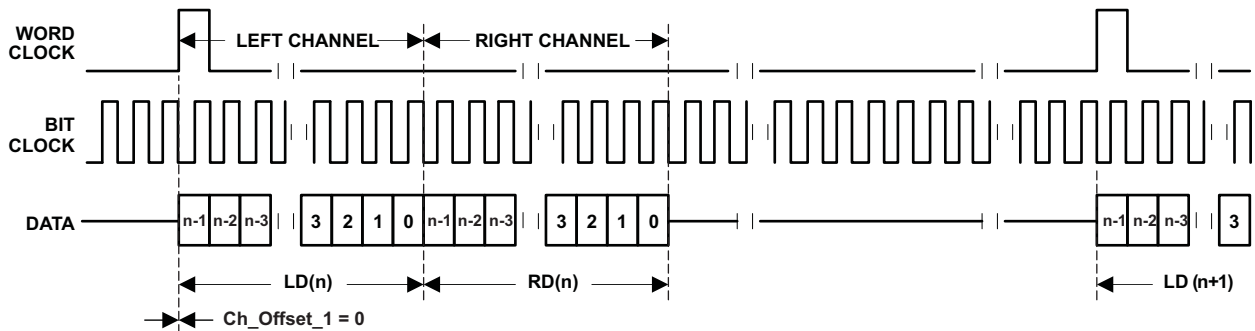 WORD
CLOCK
LEFT CHANNEL
RIGHT CHANNEL
BIT
CLOCK
DATA
n-1 n-2 n-3 3 2 1 0 n-1 n-2 n-3 3 2 1 0 n-1 n-2 n-3 3
LD(n) RD(n) LD (n+1)
Ch_Offset_1 = 0